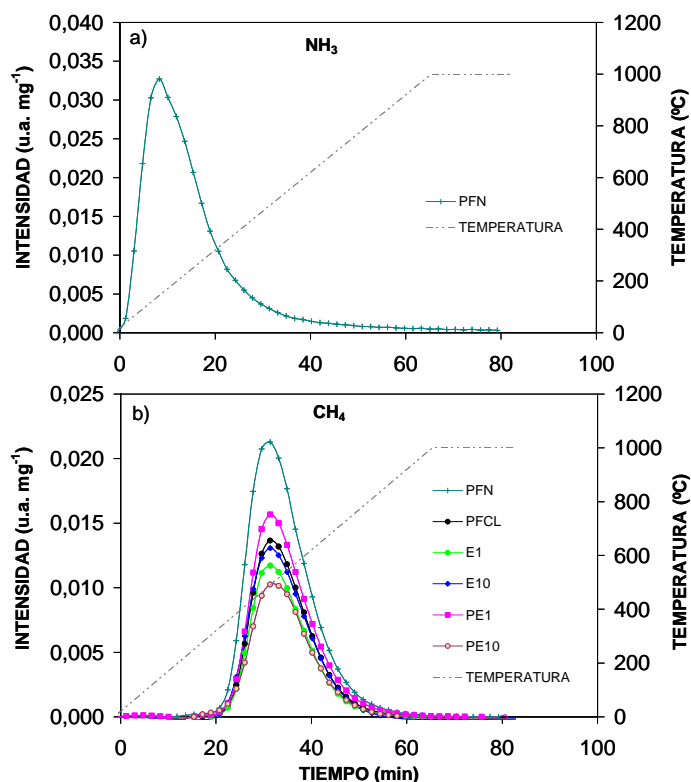 a)
NH3
INTENSIDAD (u.a. mg-1)
0,040
0,035
0,030
0,025
0,020
0,015
0,010
0,005
0,000
0 20 40 60 80 100
1200
1000
800
600
400
200
0
TEMPERATURA (ºC)
PFN
TEMPERATURA
b)
CH4
INTENSIDAD (u.a. mg-1)
0,025
0,020
0,015
0,010
0,005
0,000
0 20 40 60 80 100
TIEMPO (min)
1200
1000
800
600
400
200
0
TEMPERATURA (ºC)
PFN
PFCL
E1
E10
PE1
PE10
TEMPERATURA